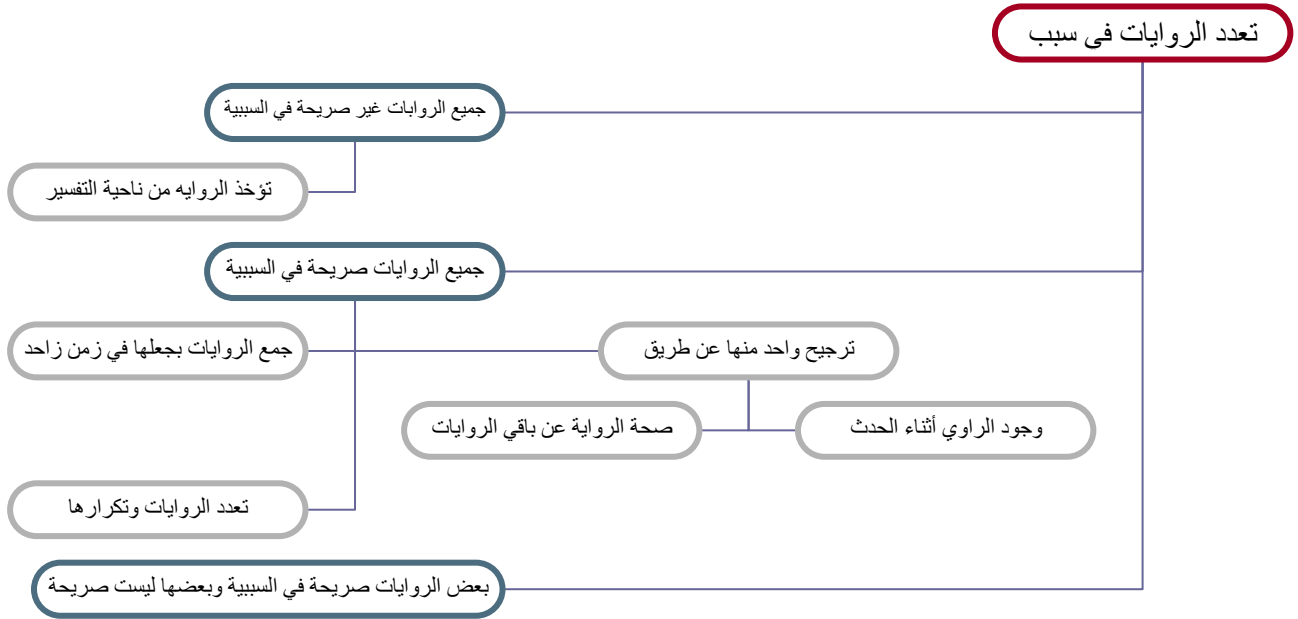 تعدد الروايات فى سبب
جميع الروابات غير صريحة في السببية
تؤخذ الروايه من ناحية التفسير
جميع الروايات صريحة في السببية
ترجيح واحد منها عن طريق
جمع الروايات بجعلها في زمن زاحد
وجود الراوي أثناء الحدث
صحة الرواية عن باقي الروايات
تعدد الروايات وتكرارها
بعض الروايات صريحة في السببية وبعضها ليست صريحة